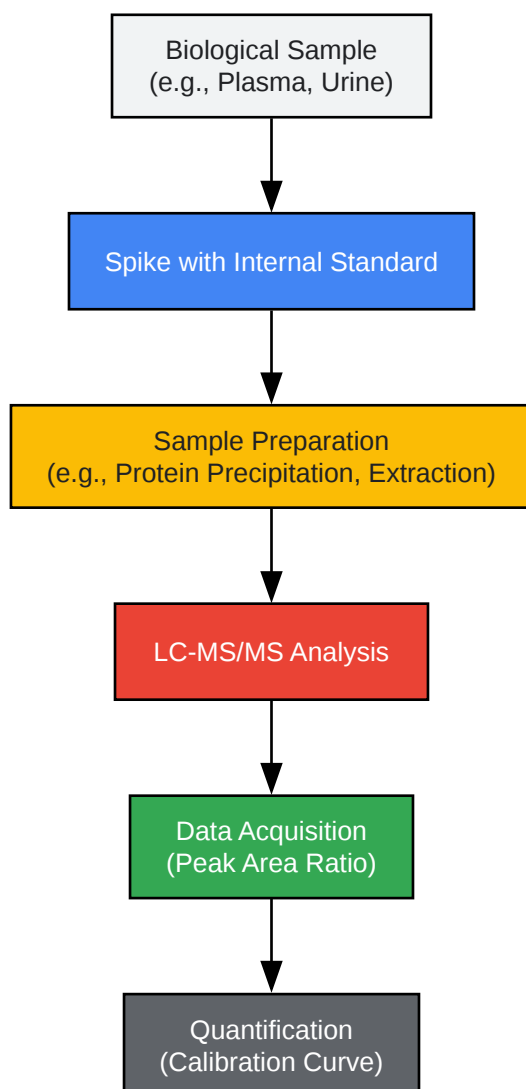 Biological Sample
(e.g., Plasma, Urine)
Spike with Internal Standard
Sample Preparation
(e.g., Protein Precipitation, Extraction)
LC-MS/MS Analysis
Data Acquisition
(Peak Area Ratio)
Quantification
(Calibration Curve)